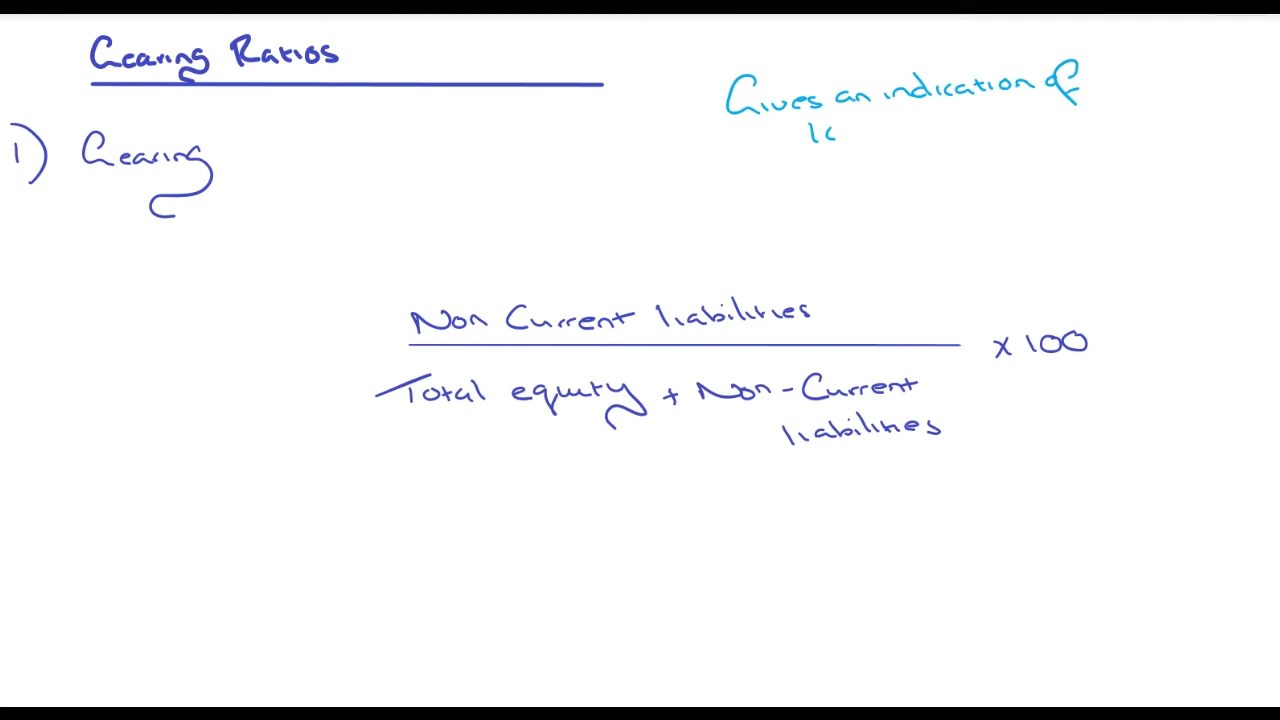 Gearing Ratios
Gives an indication of
1) Gearing
Non Current liabilities
x 100
Total equity + Non-Current
liabilities